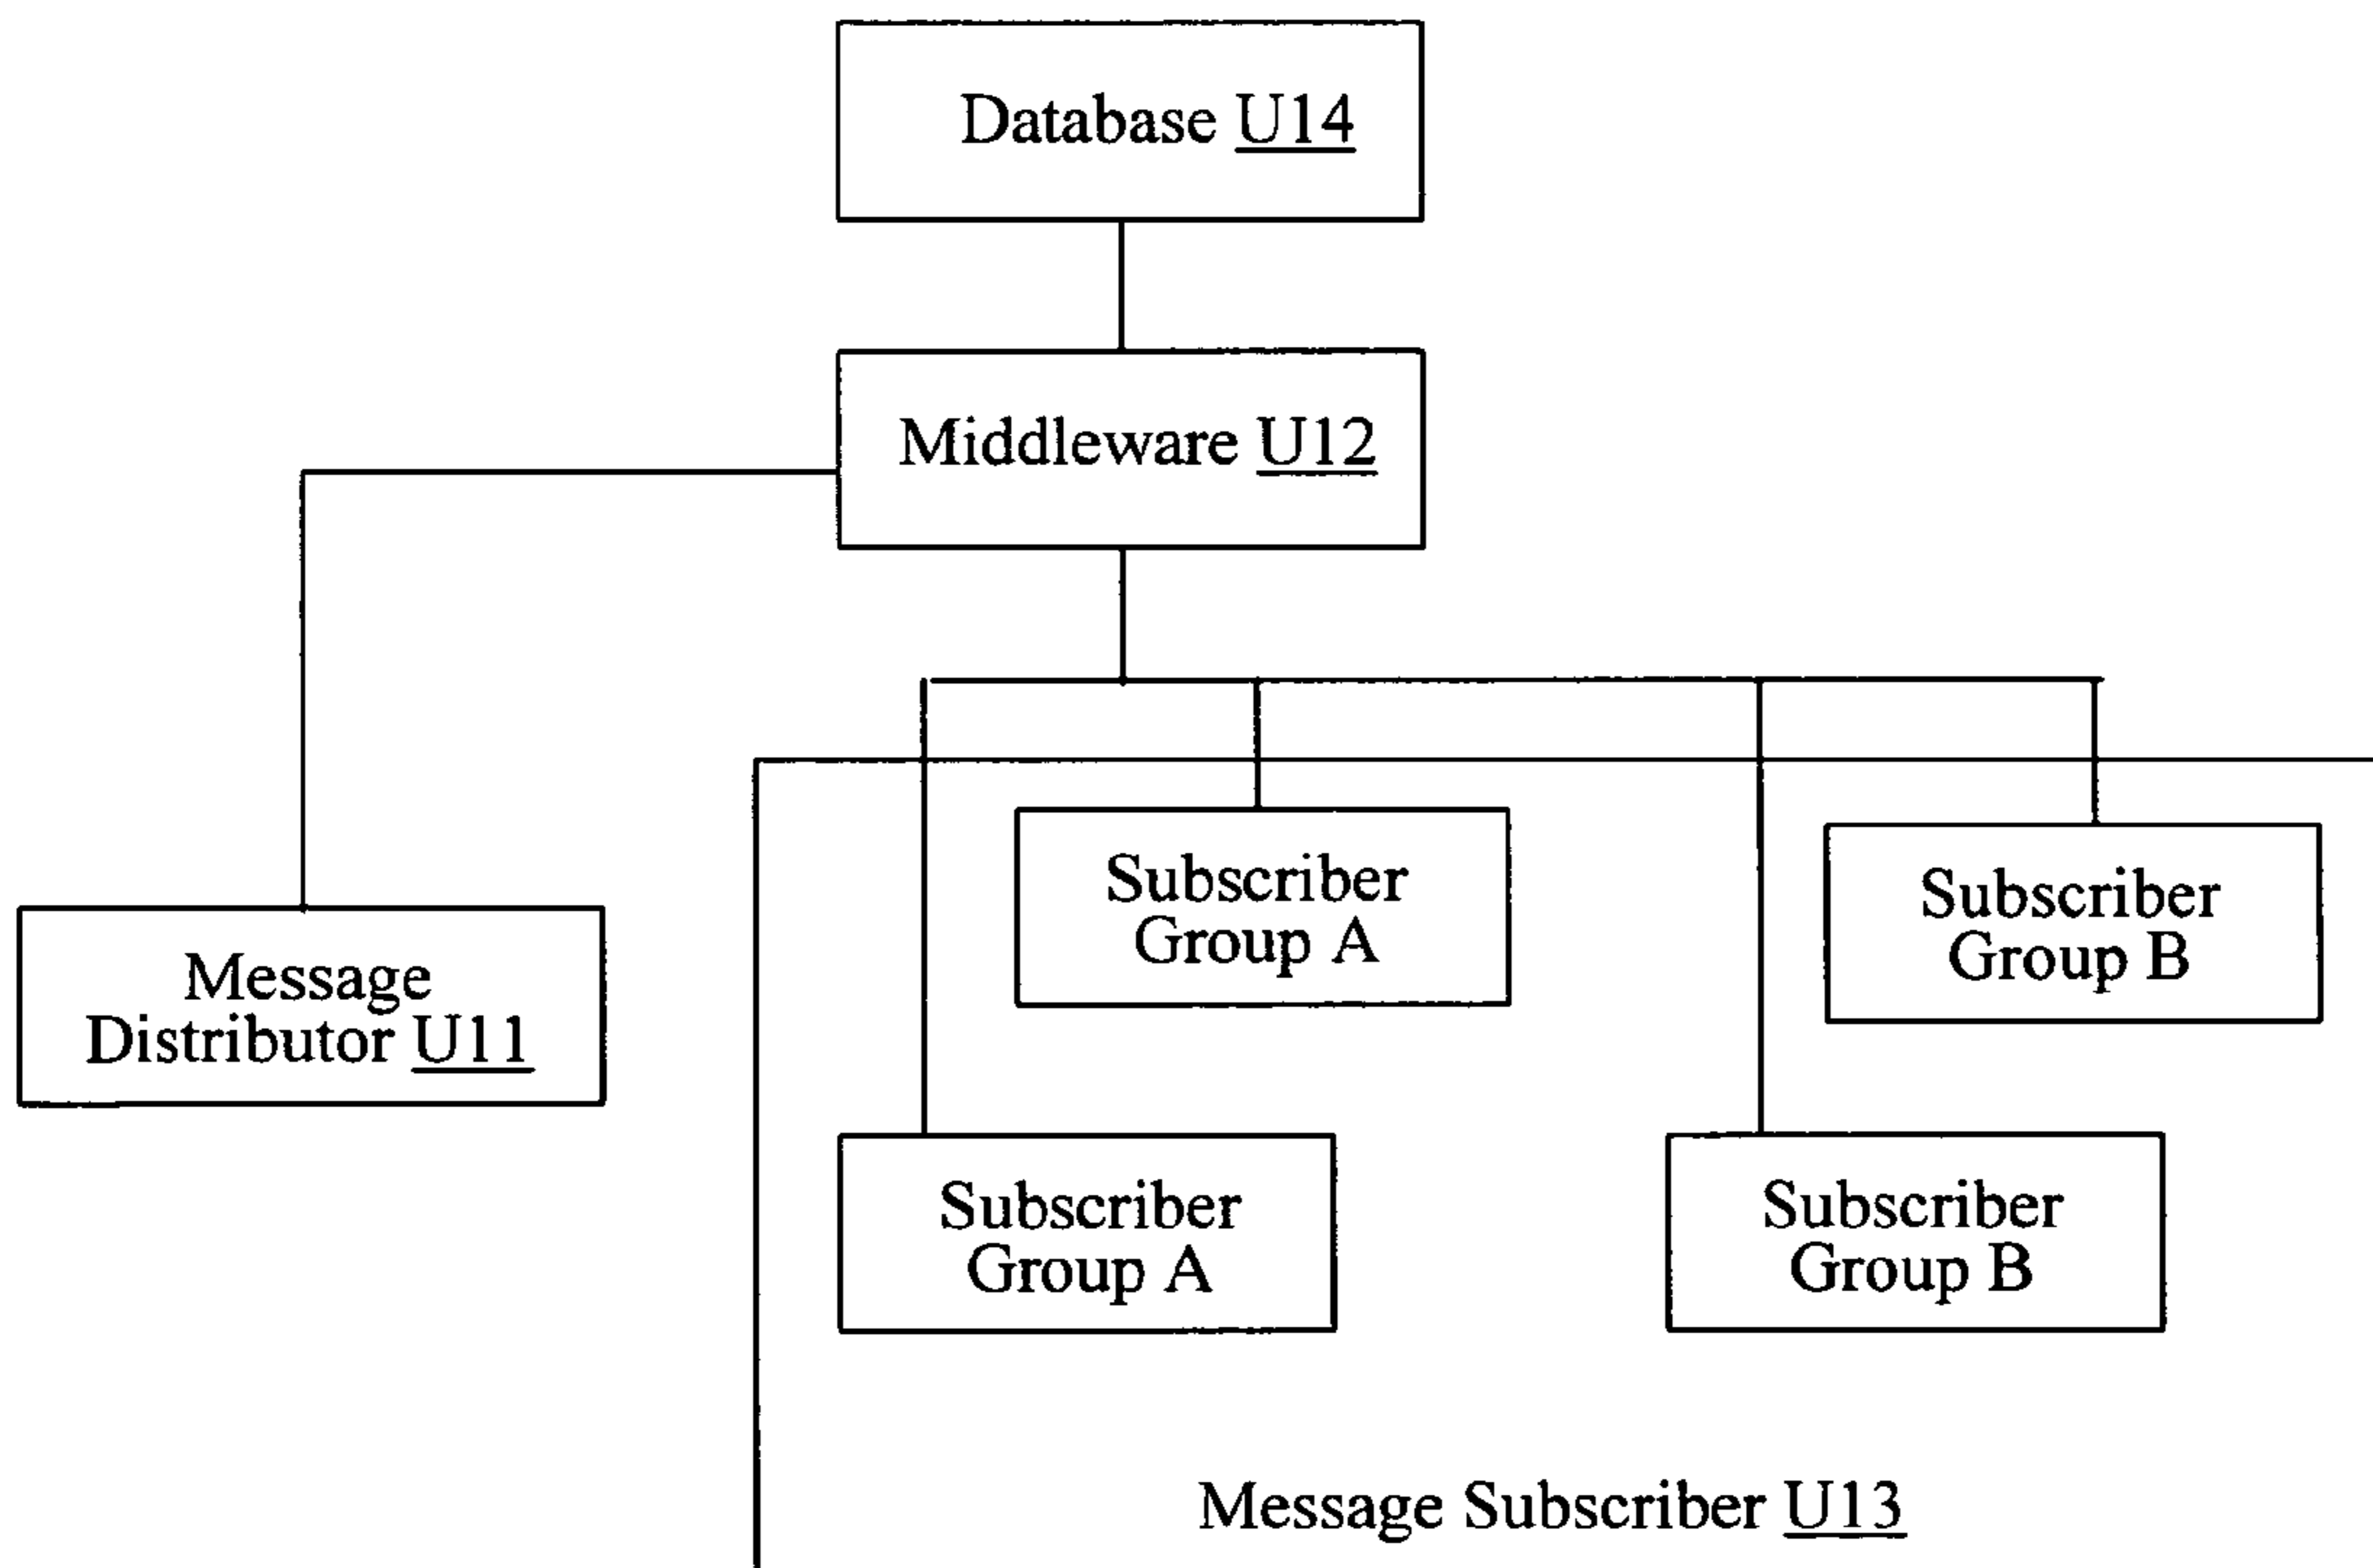 Database U14
Middleware U12
Subscriber
Group A
Subscriber
Group B
Message
Distributor U11
Subscriber
Group A
Subscriber
Group B
Message Subscriber U13